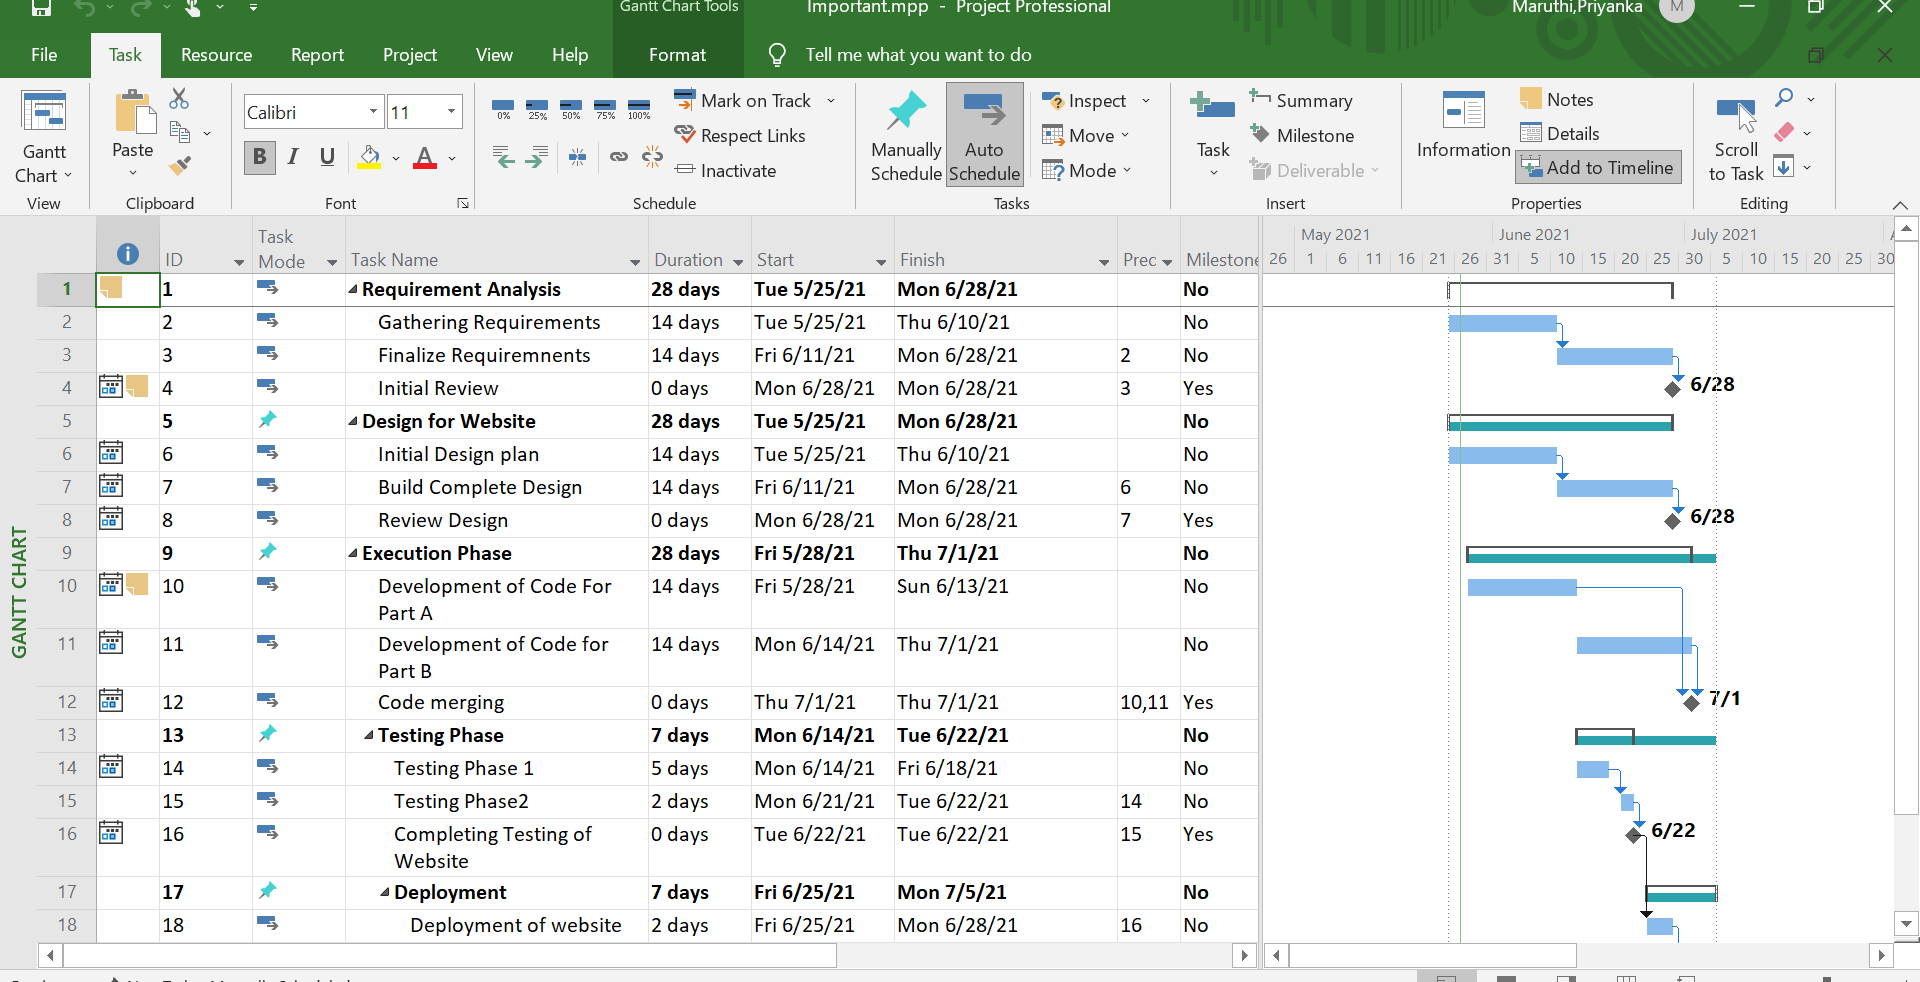 Gantt Chart Tools Important.mpp - Project Professional Maruthi,Priyanka M
File Task Resource Report Project View Help Format Tell me what you want to do
Gantt Chart
View
Paste
Clipboard
Calibri 11
B I U A
Font
0% 25% 50% 75% 100%
Mark on Track
Respect Links
Inactivate
Schedule
Manually Schedule
Auto Schedule
Inspect
Move
Mode
Tasks
Task
Summary
Milestone
Deliverable
Insert
Information
Notes
Details
Add to Timeline
Properties
Scroll to Task
Editing
GANTT CHART
ID Task Mode Task Name Duration Start Finish Prec Milestone
May 2021 June 2021 July 2021
26 1 6 11 16 21 26 31 5 10 15 20 25 30 5 10 15 20 25 30
1 1 Requirement Analysis 28 days Tue 5/25/21 Mon 6/28/21 No
2 2 Gathering Requirements 14 days Tue 5/25/21 Thu 6/10/21 No
3 3 Finalize Requiremnents 14 days Fri 6/11/21 Mon 6/28/21 2 No
4 4 Initial Review 0 days Mon 6/28/21 Mon 6/28/21 3 Yes 6/28
5 5 Design for Website 28 days Tue 5/25/21 Mon 6/28/21 No
6 6 Initial Design plan 14 days Tue 5/25/21 Thu 6/10/21 No
7 7 Build Complete Design 14 days Fri 6/11/21 Mon 6/28/21 6 No
8 8 Review Design 0 days Mon 6/28/21 Mon 6/28/21 7 Yes 6/28
9 9 Execution Phase 28 days Fri 5/28/21 Thu 7/1/21 No
10 10 Development of Code For 14 days Fri 5/28/21 Sun 6/13/21 No
Part A
11 11 Development of Code for 14 days Mon 6/14/21 Thu 7/1/21 No
Part B
12 12 Code merging 0 days Thu 7/1/21 Thu 7/1/21 10,11 Yes 7/1
13 13 Testing Phase 7 days Mon 6/14/21 Tue 6/22/21 No
14 14 Testing Phase 1 5 days Mon 6/14/21 Fri 6/18/21 No
15 15 Testing Phase2 2 days Mon 6/21/21 Tue 6/22/21 14 No
16 16 Completing Testing of 0 days Tue 6/22/21 Tue 6/22/21 15 Yes 6/22
Website
17 17 Deployment 7 days Fri 6/25/21 Mon 7/5/21 No
18 18 Deployment of website 2 days Fri 6/25/21 Mon 6/28/21 16 No